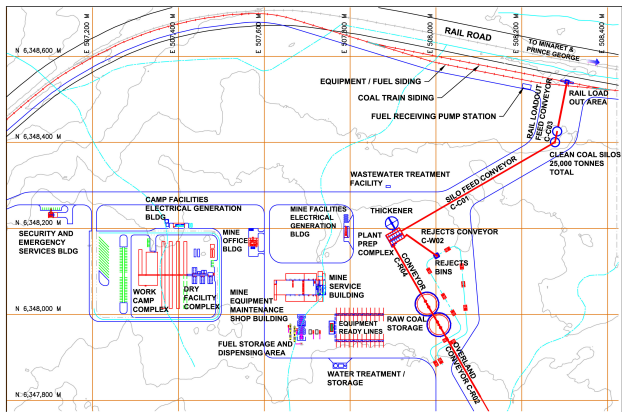 507,200 M
507,400 M
507,600 M
507,800 M
508,000 M
508,200 M
508,400 M
N 6,348,600 M
RAIL ROAD
TO MINARET &
PRINCE GEORGE
EQUIPMENT / FUEL SIDING
COAL TRAIN SIDING
FUEL RECEIVING PUMP STATION
RAIL LOADOUT
FEED CONVEYOR
C-C03
RAIL LOAD
OUT AREA
N 6,348,400 M
CLEAN COAL SILOS
25,000 TONNES
TOTAL
WASTEWATER TREATMENT
FACILITY
SILO FEED CONVEYOR
C-C01
CAMP FACILITIES
ELECTRICAL GENERATION
BLDG
MINE FACILITIES
ELECTRICAL
GENERATION
BLDG
THICKENER
N 6,348,200 M
SECURITY AND
EMERGENCY
SERVICES BLDG
MINE
OFFICE
BLDG
PLANT
PREP
COMPLEX
REJECTS CONVEYOR
C-W02
REJECTS
BINS
CONVEYOR
C-R04
WORK
CAMP
COMPLEX
DRY
FACILITY
COMPLEX
MINE
SERVICE
BUILDING
MINE
EQUIPMENT
MAINTENANCE
SHOP BUILDING
N 6,348,000 M
EQUIPMENT
READY LINES
RAW COAL
STORAGE
FUEL STORAGE AND
DISPENSING AREA
WATER TREATMENT /
STORAGE
OVERLAND
CONVEYOR C-R02
N 6,347,800 M